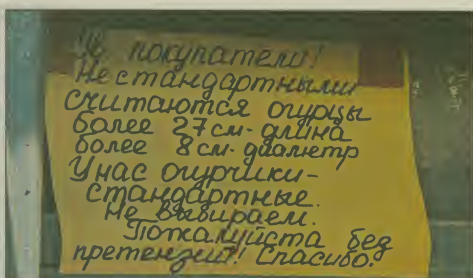 Ув. покупатели!
Нестандартными
считаются огурцы
более 27 см - длина
более 8 см - диаметр
У нас огурчики -
стандартные.
Не выбираем.
Пожалуйста без
претензий! Спасибо!